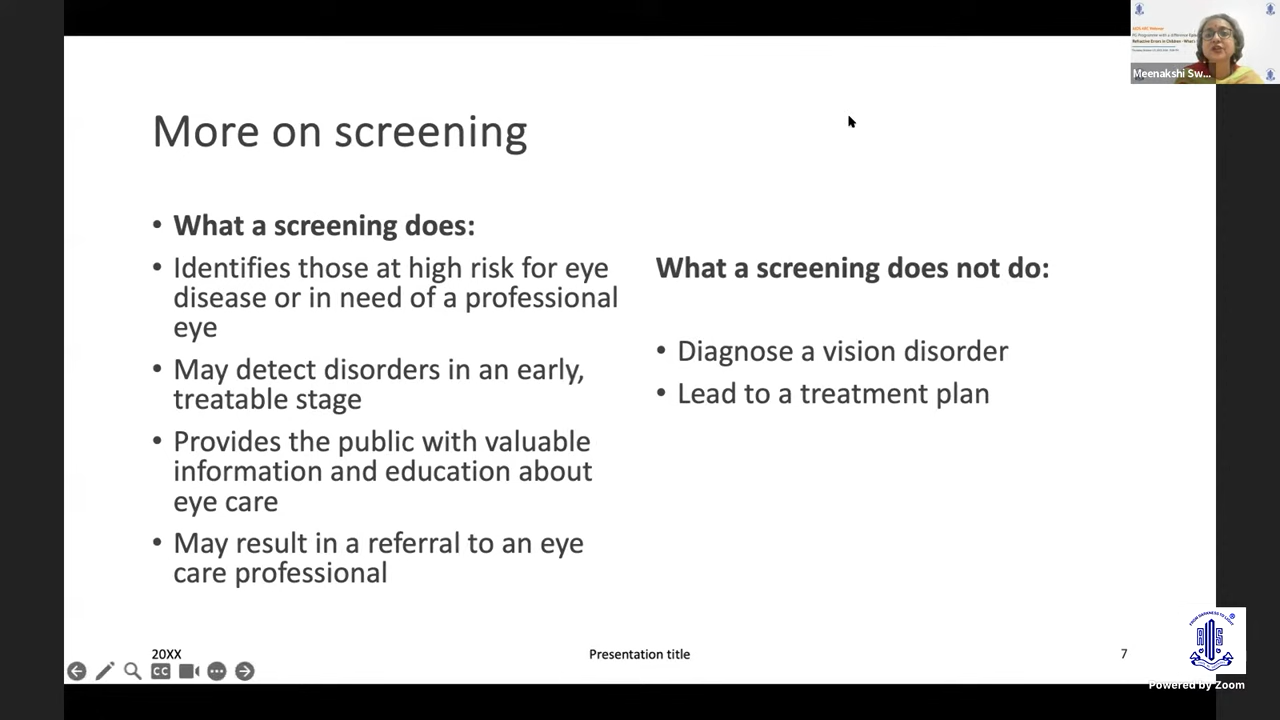 More on screening
• What a screening does:
• Identifies those at high risk for eye
disease or in need of a professional
eye
• May detect disorders in an early,
treatable stage
• Provides the public with valuable
information and education about
eye care
• May result in a referral to an eye
care professional
What a screening does not do:
• Diagnose a vision disorder
• Lead to a treatment plan
20XX
Presentation title
7
CC
Meenakshi Sw...
Powered by Zoom